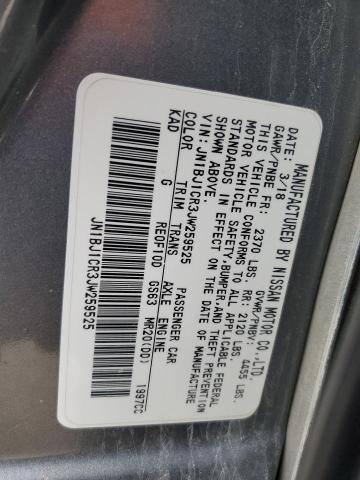 MANUFACTURED BY NISSAN MOTOR CO.,LTD.
DATE: 3/18 GVWR/PNBV: 4455 LBS.
GAWR/PNBE FR: 2370 LBS. RR: 2120 LBS.
THIS MOTOR VEHICLE CONFORMS TO ALL APPLICABLE FEDERAL
MOTOR VEHICLE SAFETY,BUMPER,AND THEFT PREVENTION
STANDARDS IN EFFECT ON THE DATE OF MANUFACTURE
SHOWN ABOVE.
VIN: JN1BJ1CR3JW259525 PASSENGER CAR
COLOR TRIM TRANS AXLE ENGINE
KAD G RE0F10D GS63 MR20(DD) 1997CC
JN1BJ1CR3JW259525